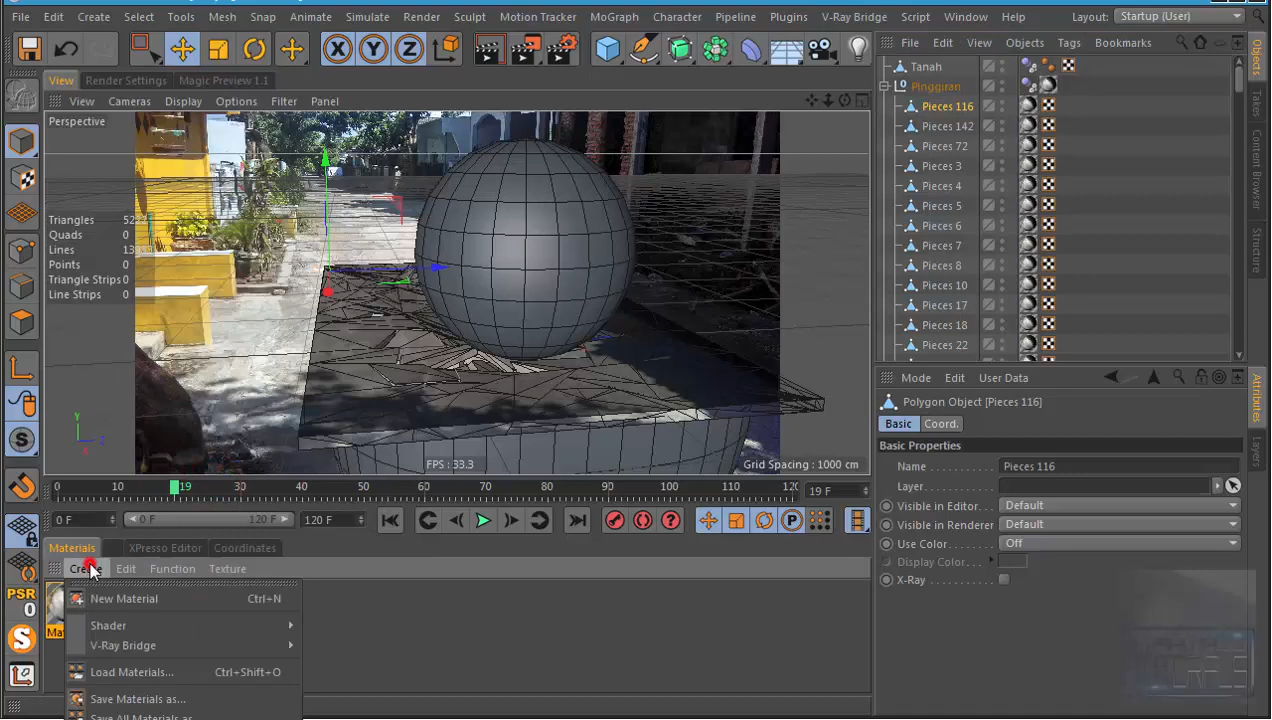 File Edit Create Select Tools Mesh Snap Animate Simulate Render Sculpt Motion Tracker MoGraph Character Pipeline Plugins V-Ray Bridge Script Window Help Layout: Startup (User)
X Y Z
File Edit View Objects Tags Bookmarks
View Render Settings Magic Preview 1.1
View Cameras Display Options Filter Panel
Perspective
Triangles
Quads 0
Lines
Points 0
Triangle Strips 0
Line Strips 0
Y
Z
FPS : 33.3
Grid Spacing : 1000 cm
Tanah
Pinggiran
Pieces 116
Pieces 142
Pieces 72
Pieces 3
Pieces 4
Pieces 5
Pieces 6
Pieces 7
Pieces 8
Pieces 10
Pieces 17
Pieces 18
Pieces 22
Objects
Takes
Content Browser
Structure
Mode Edit User Data
Polygon Object [Pieces 116]
Basic Coord.
Basic Properties
Name Pieces 116
Layer
Visible in Editor Default
Visible in Renderer Default
Use Color Off
Display Color
X-Ray
Attributes
Layers
0 10 19 30 40 50 60 70 80 90 100 110 19 F
0 F 0 F 120 F 120 F
P
Materials XPresso Editor Coordinates
Create Edit Function Texture
New Material Ctrl+N
Shader
V-Ray Bridge
Load Materials... Ctrl+Shift+O
Save Materials as...
Save All Materials as
S
PSR
0
S